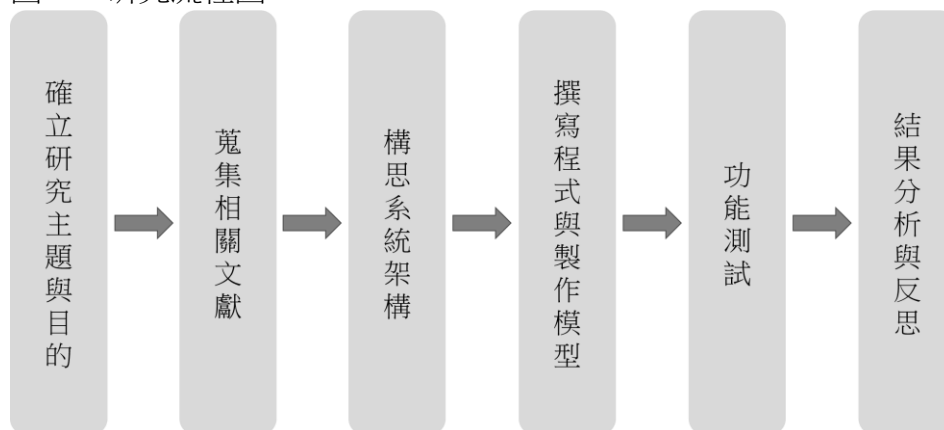 確立研究主題與目的
蒐集相關文獻
構思系統架構
撰寫程式與製作模型
功能測試
結果分析與反思